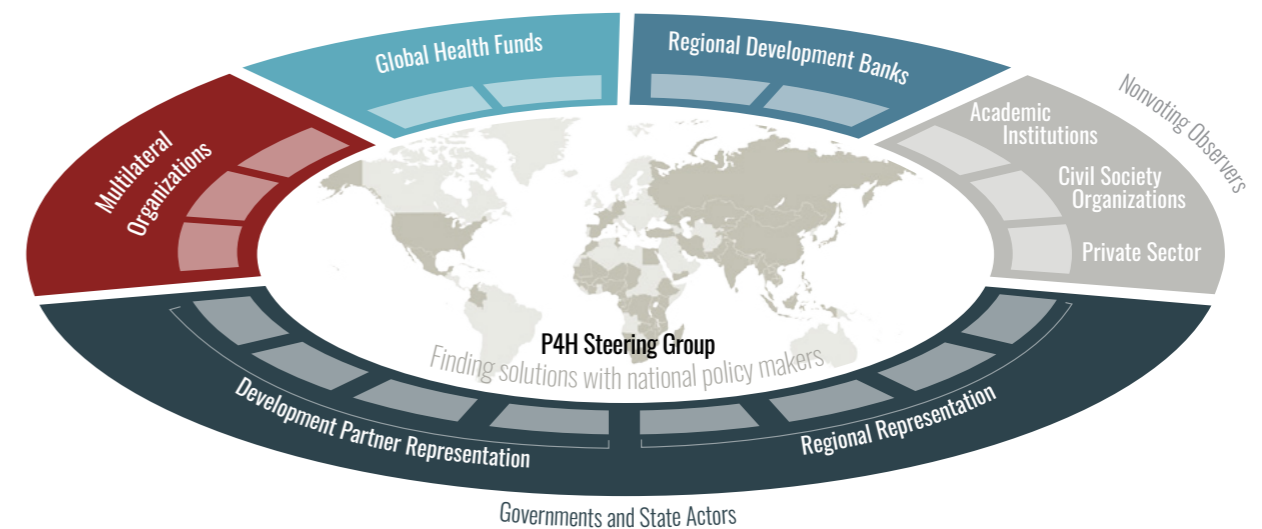 Global Health Funds
Regional Development Banks
Multilateral
Organizations
Academic
Institutions
Civil Society
Organizations
Private Sector
Nonvoting Observers
P4H Steering Group
Finding solutions with national policy makers
Development Partner Representation
Regional Representation
Governments and State Actors